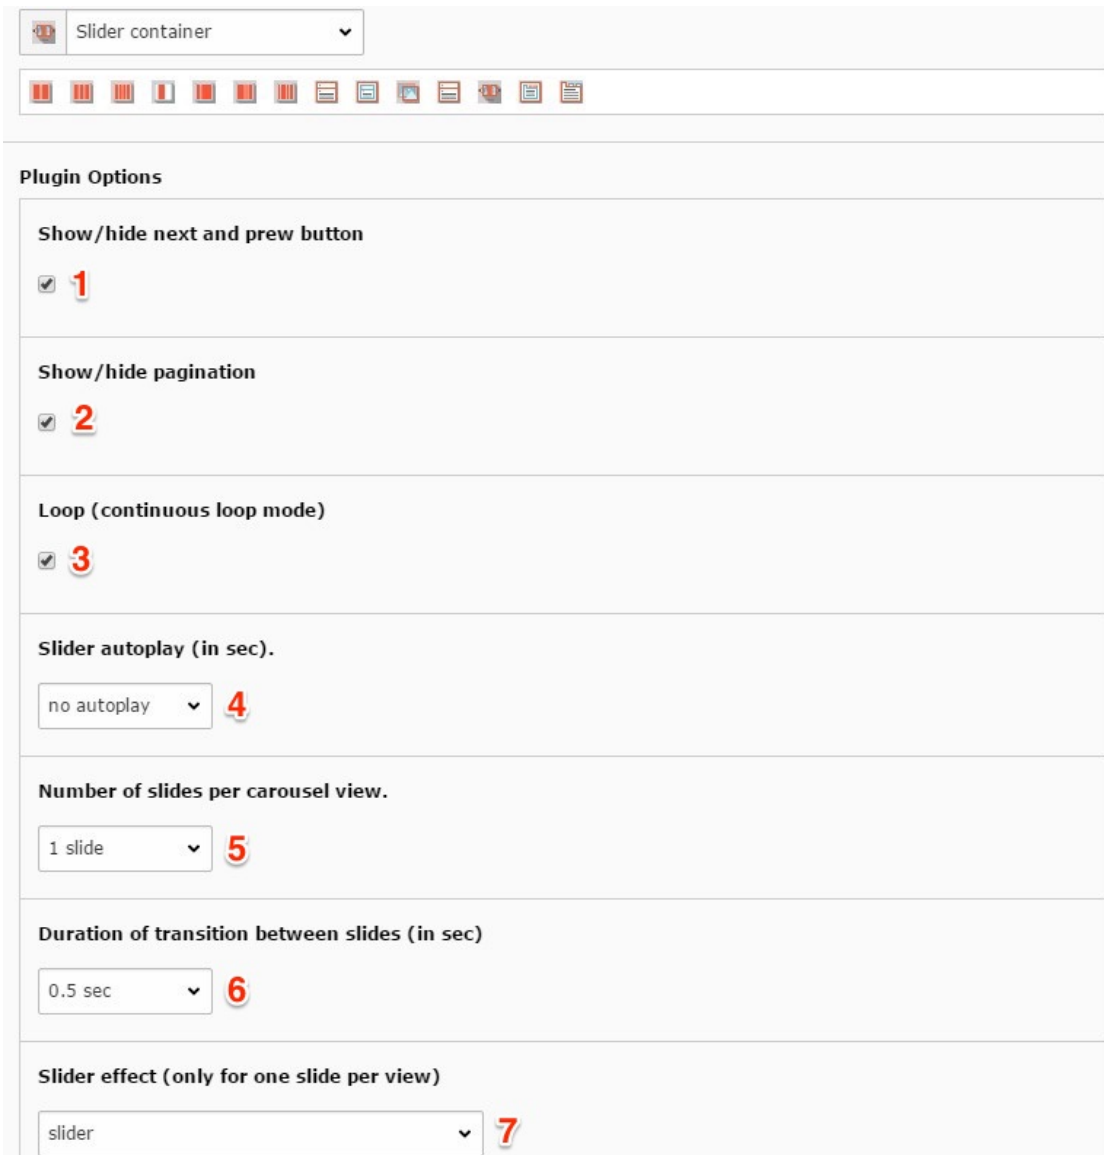 Slider container
Plugin Options
Show/hide next and prew button
1
Show/hide pagination
2
Loop (continuous loop mode)
3
Slider autoplay (in sec).
no autoplay 4
Number of slides per carousel view.
1 slide 5
Duration of transition between slides (in sec)
0.5 sec 6
Slider effect (only for one slide per view)
slider 7